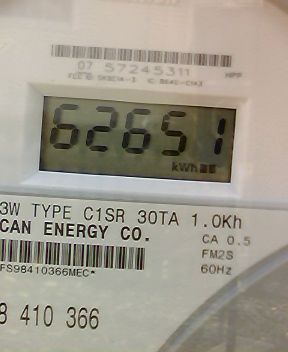 07 57245311 HPP
62651
kWh
3W TYPE C1SR 30TA 1.0Kh
CAN ENERGY CO. CA 0.5
FM2S
FS98410366MEC* 60Hz
8 410 366